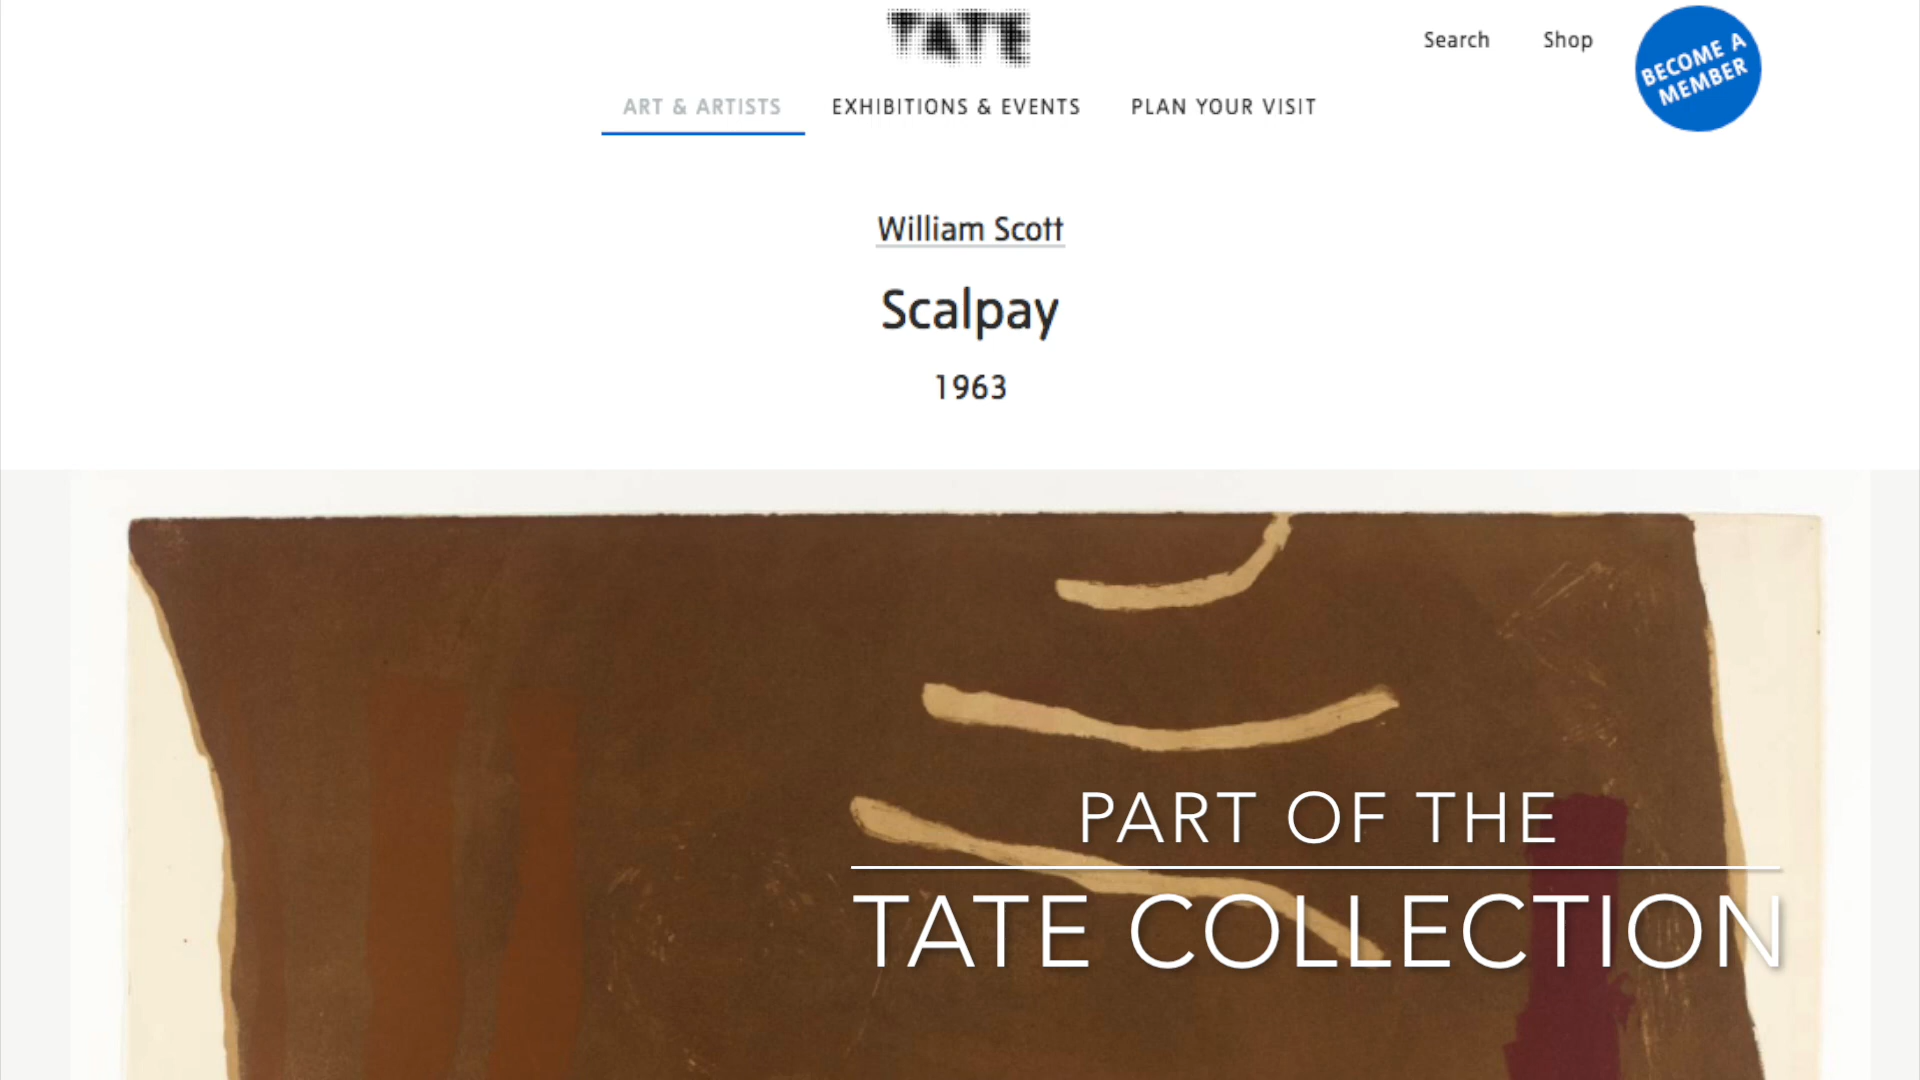 TATE
Search
Shop
BECOME A
MEMBER
ART & ARTISTS
EXHIBITIONS & EVENTS
PLAN YOUR VISIT
William Scott
Scalpay
1963
PART OF THE
TATE COLLECTION